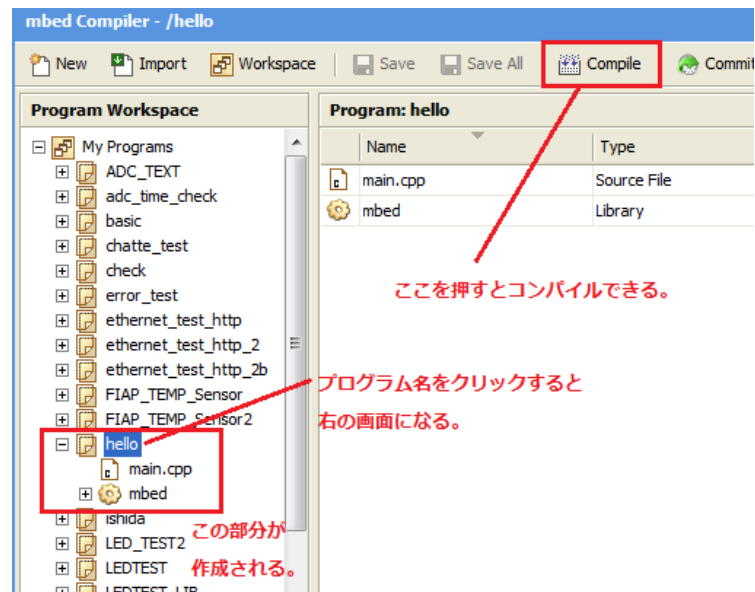 mbed Compiler - /hello
New Import Workspace Save Save All Compile Commit
Program Workspace
Program: hello
My Programs
Name Type
ADC_TEXT
main.cpp Source File
adc_time_check
mbed Library
basic
chatte_test
check
ここを押すとコンパイルできる。
error_test
ethernet_test_http
ethernet_test_http_2
ethernet_test_http_2b
プログラム名をクリックすると
FIAP_TEMP_Sensor
FIAP_TEMP_Sensor2
右の画面になる。
hello
main.cpp
mbed
ishida
この部分が
LED_TEST2
LEDTEST
作成される。
LEDTEST_LIB